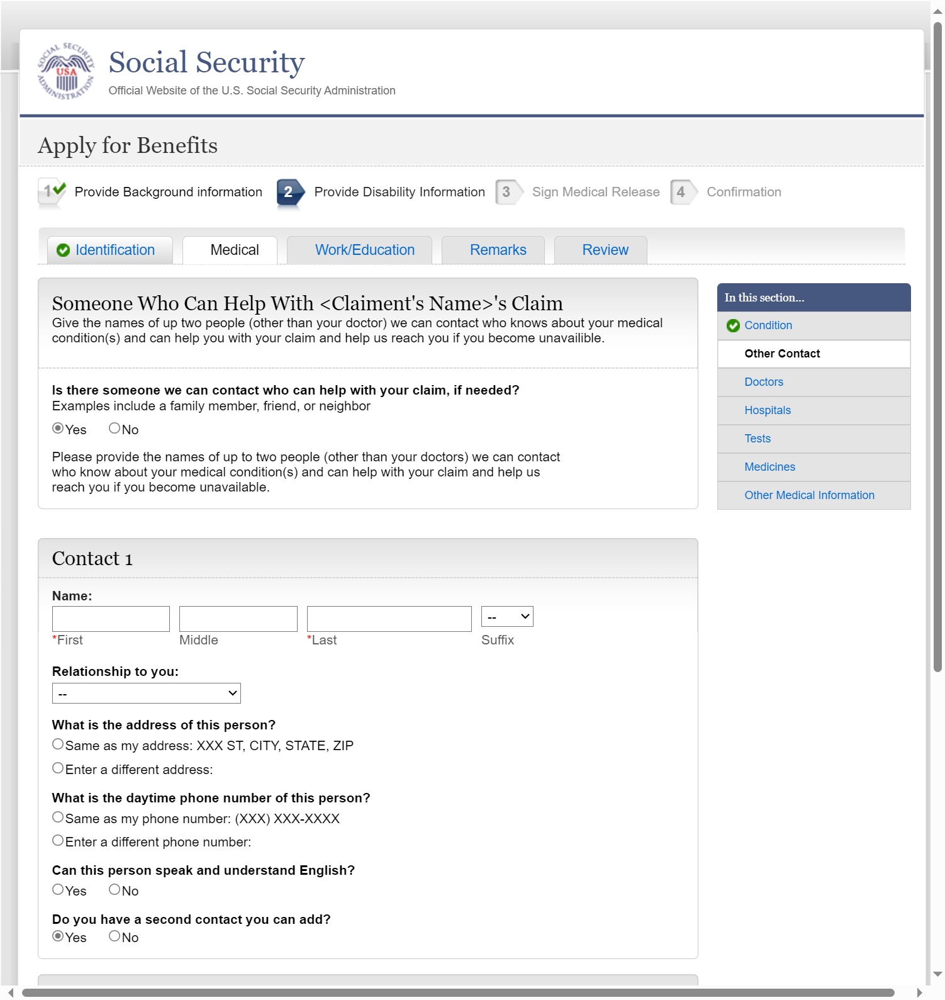 SOCIAL SECURITY ADMINISTRATION
USA
Social Security
Official Website of the U.S. Social Security Administration
Apply for Benefits
1 Provide Background information
2 Provide Disability Information
3 Sign Medical Release
4 Confirmation
Identification
Medical
Work/Education
Remarks
Review
Someone Who Can Help With <Claiment's Name>'s Claim
Give the names of up two people (other than your doctor) we can contact who knows about your medical
condition(s) and can help you with your claim and help us reach you if you become unavailible.
Is there someone we can contact who can help with your claim, if needed?
Examples include a family member, friend, or neighbor
Yes No
Please provide the names of up to two people (other than your doctors) we can contact
who know about your medical condition(s) and can help with your claim and help us
reach you if you become unavailable.
In this section...
Condition
Other Contact
Doctors
Hospitals
Tests
Medicines
Other Medical Information
Contact 1
Name:
--
*First Middle *Last Suffix
Relationship to you:
--
What is the address of this person?
Same as my address: XXX ST, CITY, STATE, ZIP
Enter a different address:
What is the daytime phone number of this person?
Same as my phone number: (XXX) XXX-XXXX
Enter a different phone number:
Can this person speak and understand English?
Yes No
Do you have a second contact you can add?
Yes No